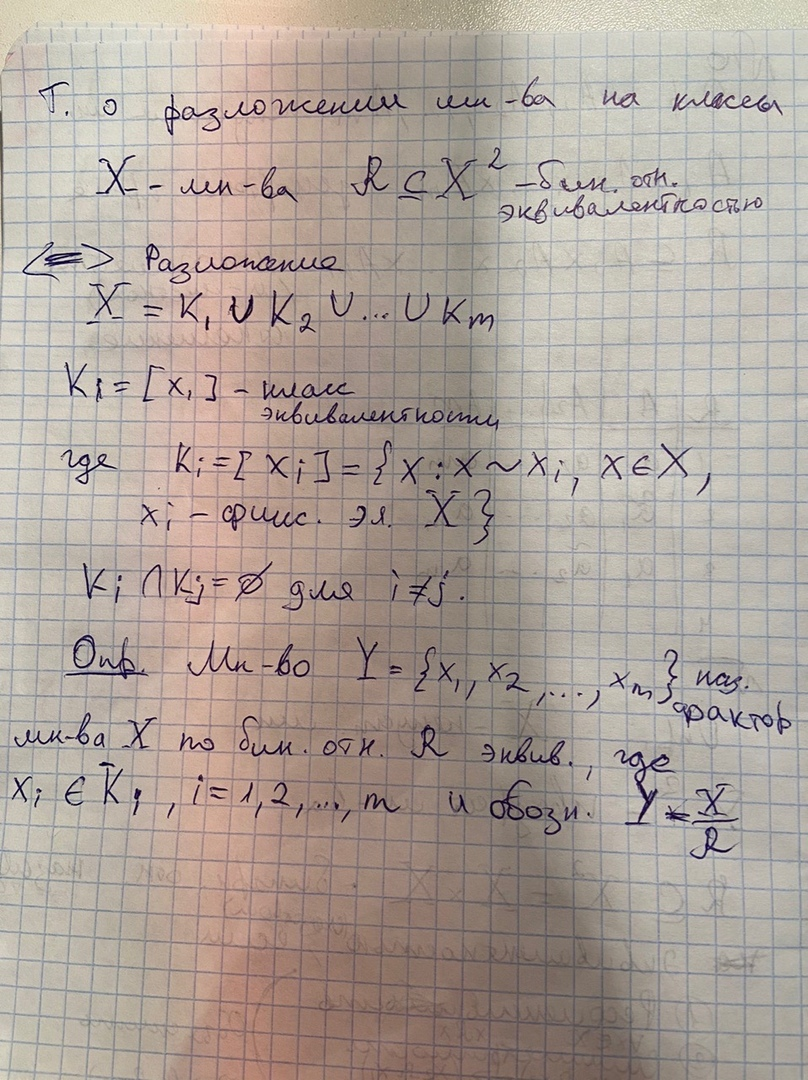 Т. о разложении мн-ва на классы
X - мн-ва R ⊆ X² - бин. отн. эквивалентностью
<=> Разложение
X = K₁ ∪ K₂ ∪ ... ∪ Kₘ
K₁ = [x₁] - класс эквивалентности
где Kᵢ = [xᵢ] = {x : x ~ xᵢ, x ∈ X,
xᵢ - фикс. эл. X}
Kᵢ ∩ Kⱼ = ∅ для i ≠ j.
Опр. Мн-во Y = {x₁, x₂, ..., xₘ} наз. фактор
мн-ва X по бин. отн. R эквив., где
xᵢ ∈ Kᵢ, i = 1, 2, ..., m и обозн. Y = X/R